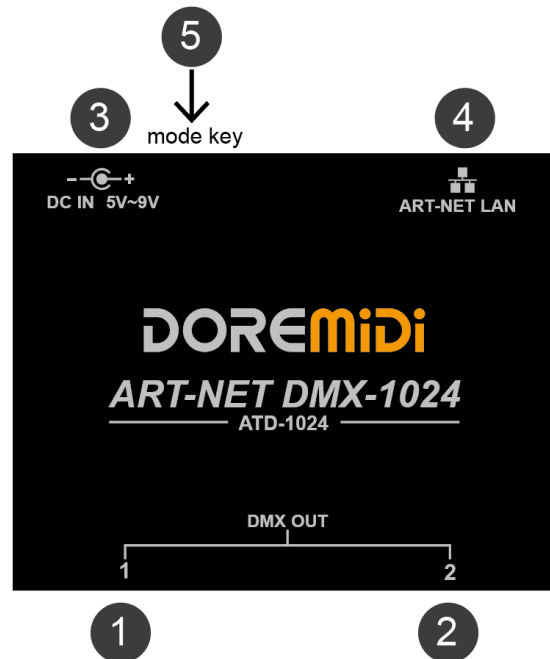 5
3
4
mode key
- +
DC IN 5V~9V
ART-NET LAN
DOREMiDi
ART-NET DMX-1024
ATD-1024
DMX OUT
1 2
1 2